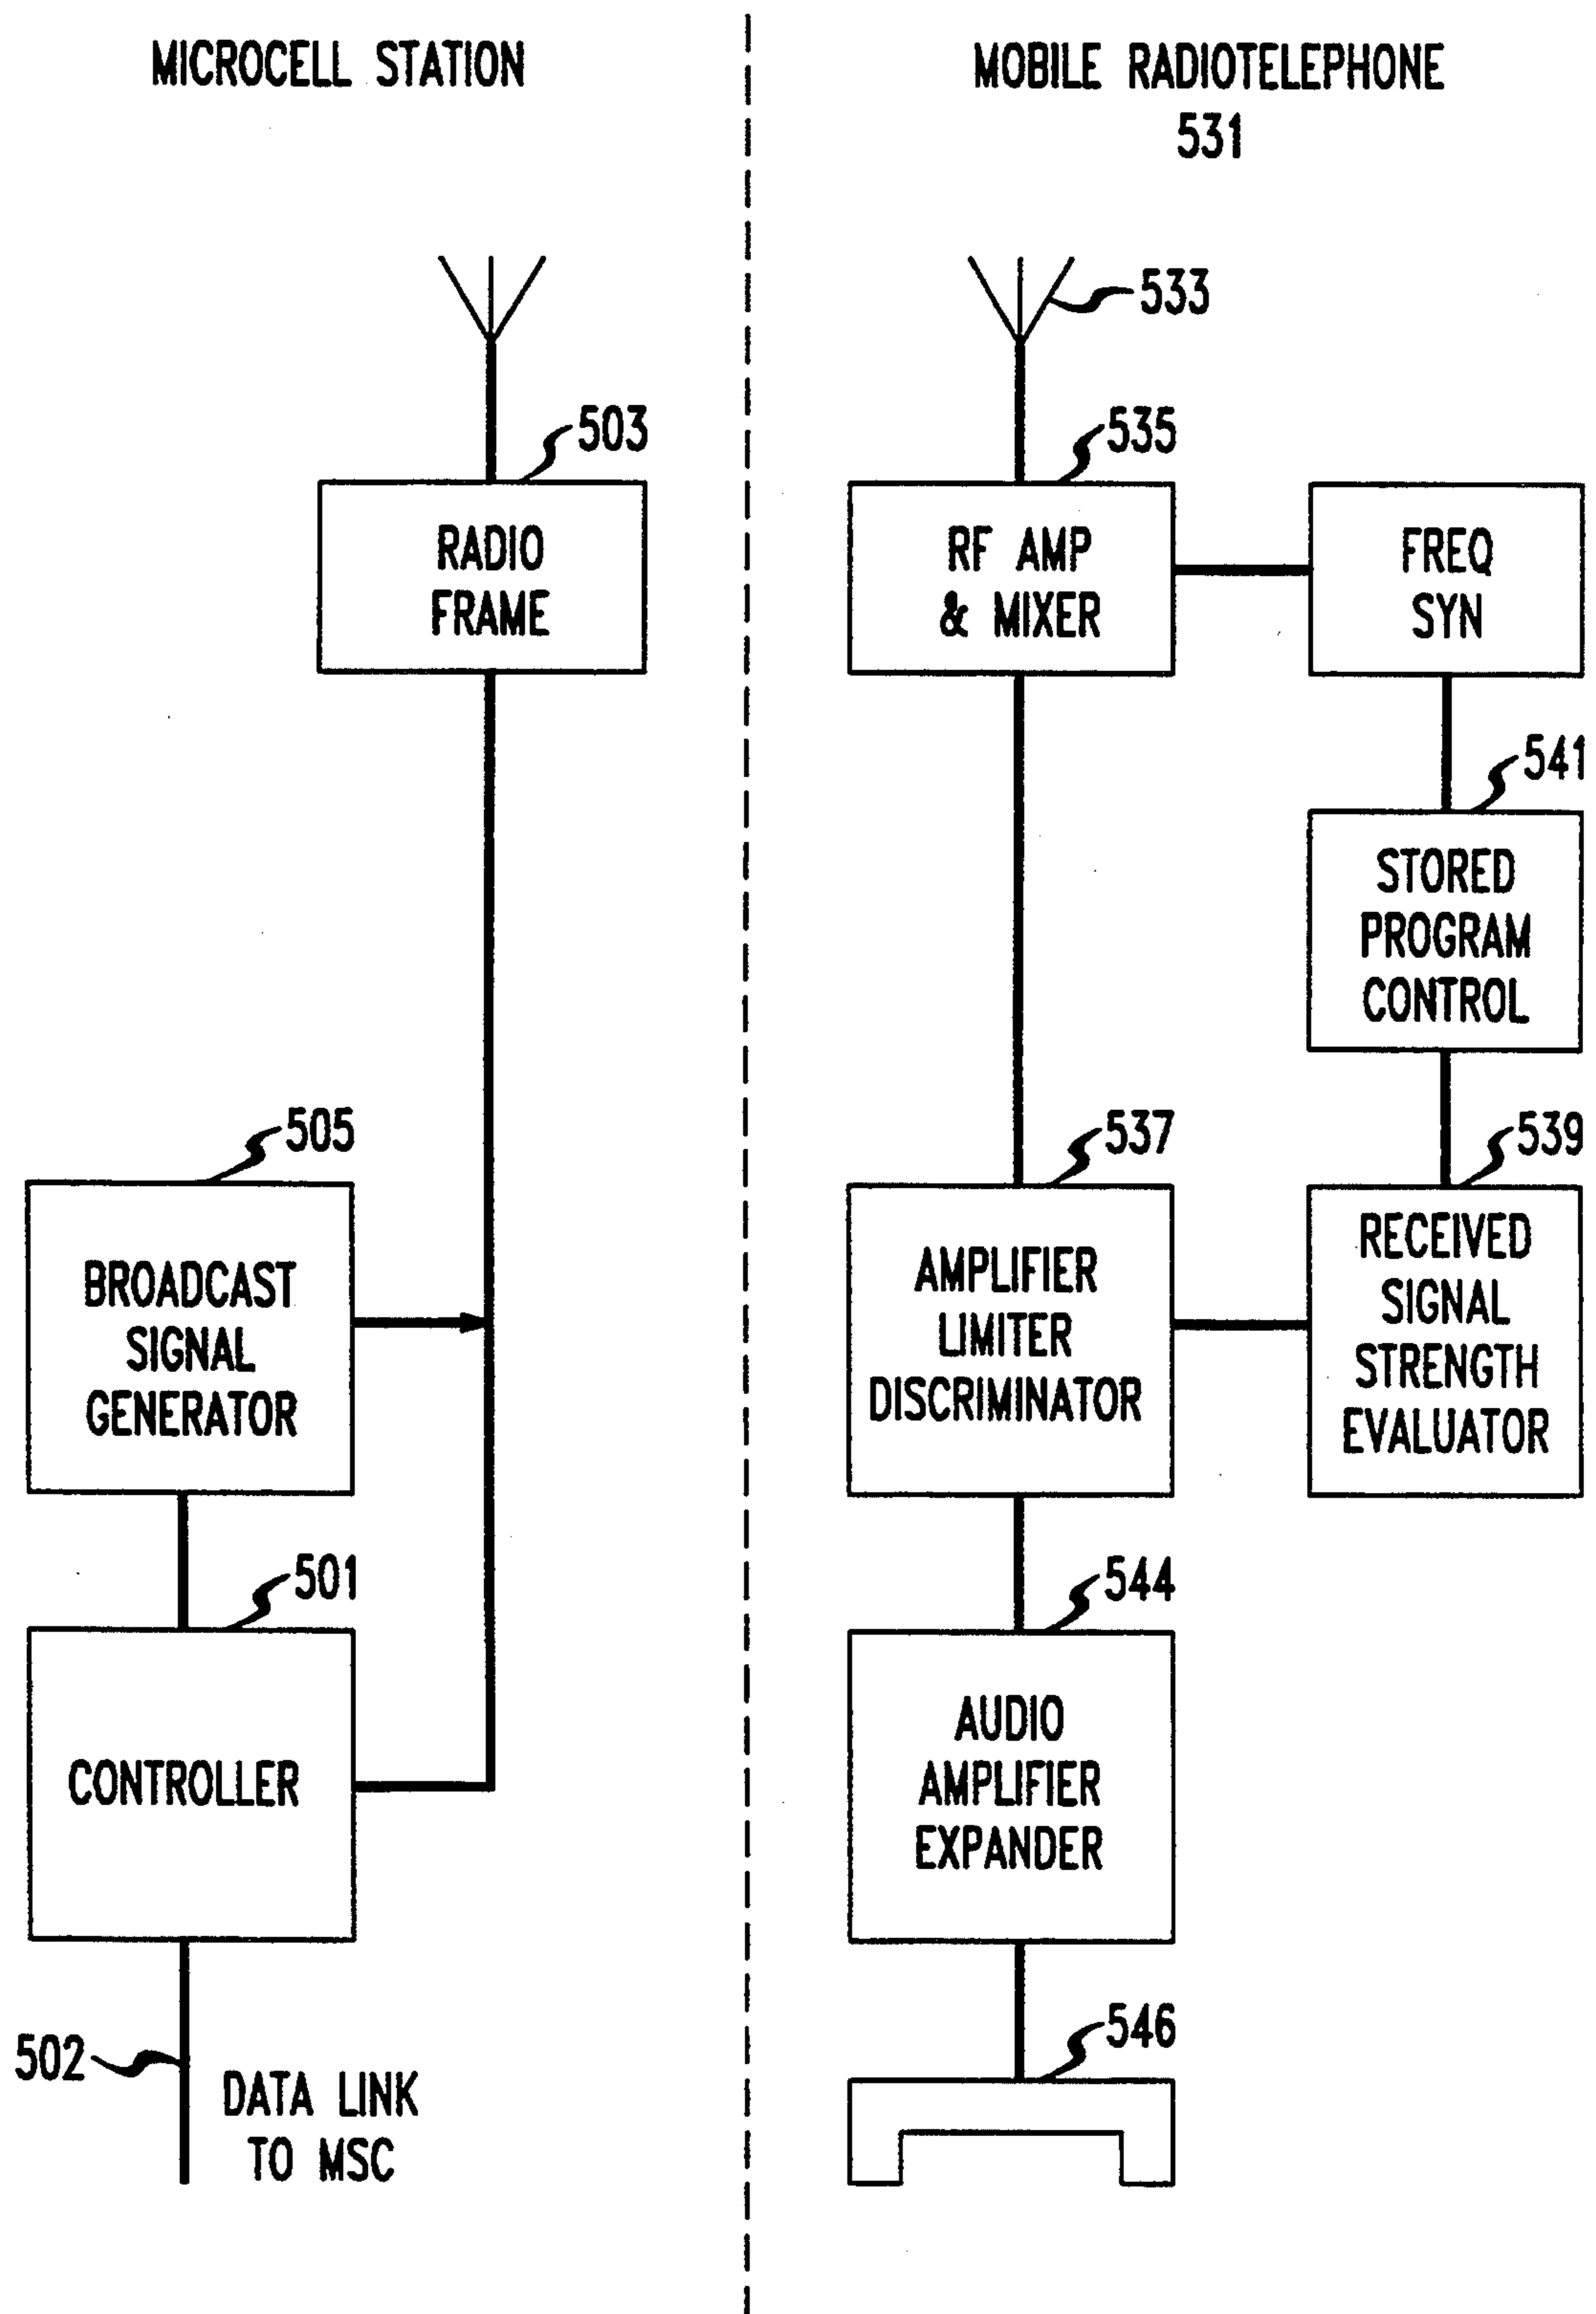 MICROCELL STATION
503
RADIO
FRAME
505
BROADCAST
SIGNAL
GENERATOR
501
CONTROLLER
502
DATA LINK
TO MSC
MOBILE RADIOTELEPHONE
531
533
535
RF AMP
& MIXER
FREQ
SYN
541
STORED
PROGRAM
CONTROL
537
AMPLIFIER
LIMITER
DISCRIMINATOR
539
RECEIVED
SIGNAL
STRENGTH
EVALUATOR
544
AUDIO
AMPLIFIER
EXPANDER
546